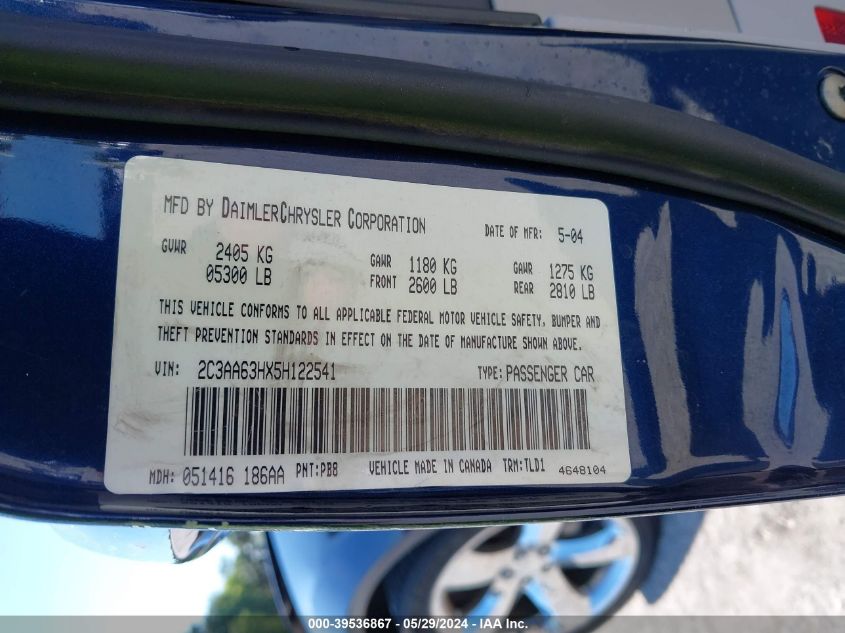 MFD BY DAIMLERCHRYSLER CORPORATION DATE OF MFR: 5-04
GVWR 2405 KG GAWR 1180 KG GAWR 1275 KG
05300 LB FRONT 2600 LB REAR 2810 LB
THIS VEHICLE CONFORMS TO ALL APPLICABLE FEDERAL MOTOR VEHICLE SAFETY, BUMPER AND
THEFT PREVENTION STANDARDS IN EFFECT ON THE DATE OF MANUFACTURE SHOWN ABOVE.
VIN: 2C3AA63HX5H122541 TYPE: PASSENGER CAR
MDH: 051416 186AA PNT:PB8 VEHICLE MADE IN CANADA TRM:TLD1 4648104
000-39536867 • 05/29/2024 - IAA Inc.